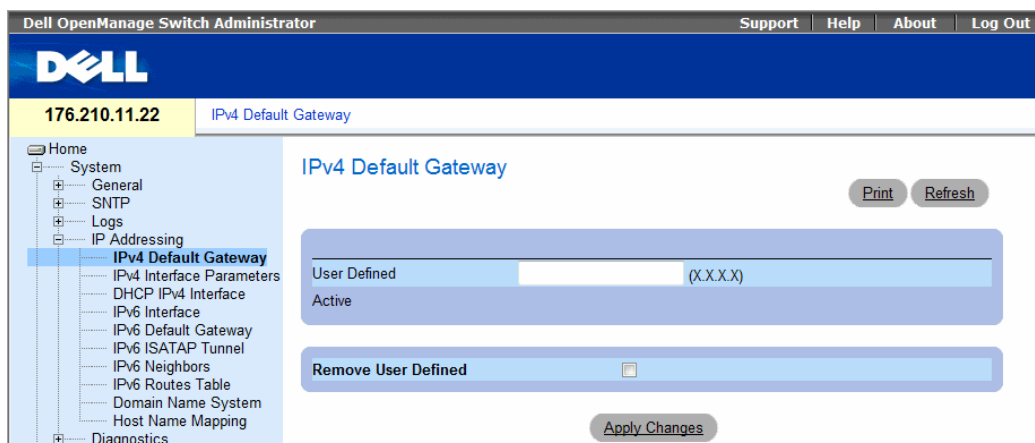 Dell OpenManage Switch Administrator Support Help About Log Out
DELL
176.210.11.22 IPv4 Default Gateway
Home
System
General
SNTP
Logs
IP Addressing
IPv4 Default Gateway
IPv4 Interface Parameters
DHCP IPv4 Interface
IPv6 Interface
IPv6 Default Gateway
IPv6 ISATAP Tunnel
IPv6 Neighbors
IPv6 Routes Table
Domain Name System
Host Name Mapping
Diagnostics
IPv4 Default Gateway
Print Refresh
User Defined (X.X.X.X)
Active
Remove User Defined
Apply Changes